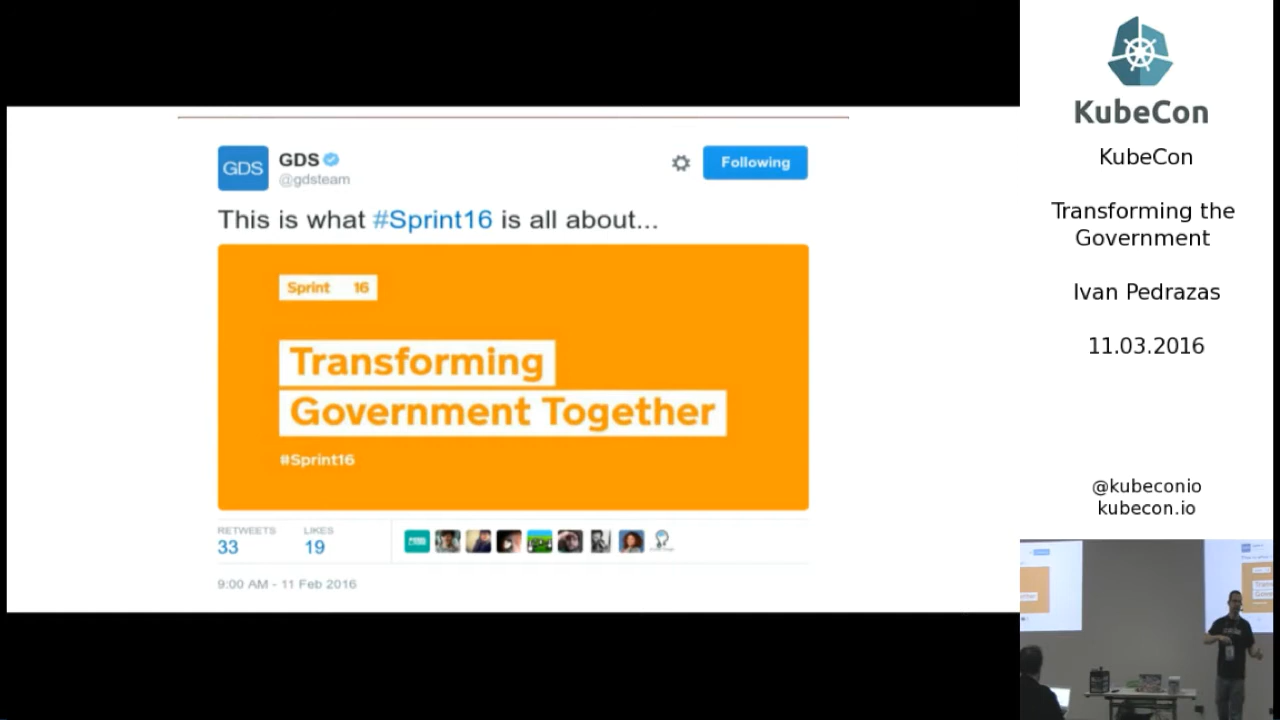 GDS
GDS
@gdsteam
Following
This is what #Sprint16 is all about...
Sprint 16
Transforming
Government Together
#Sprint16
RETWEETS
LIKES
33
19
9:00 AM - 11 Feb 2016
KubeCon
KubeCon
Transforming the
Government
Ivan Pedrazas
11.03.2016
@kubeconio
kubecon.io